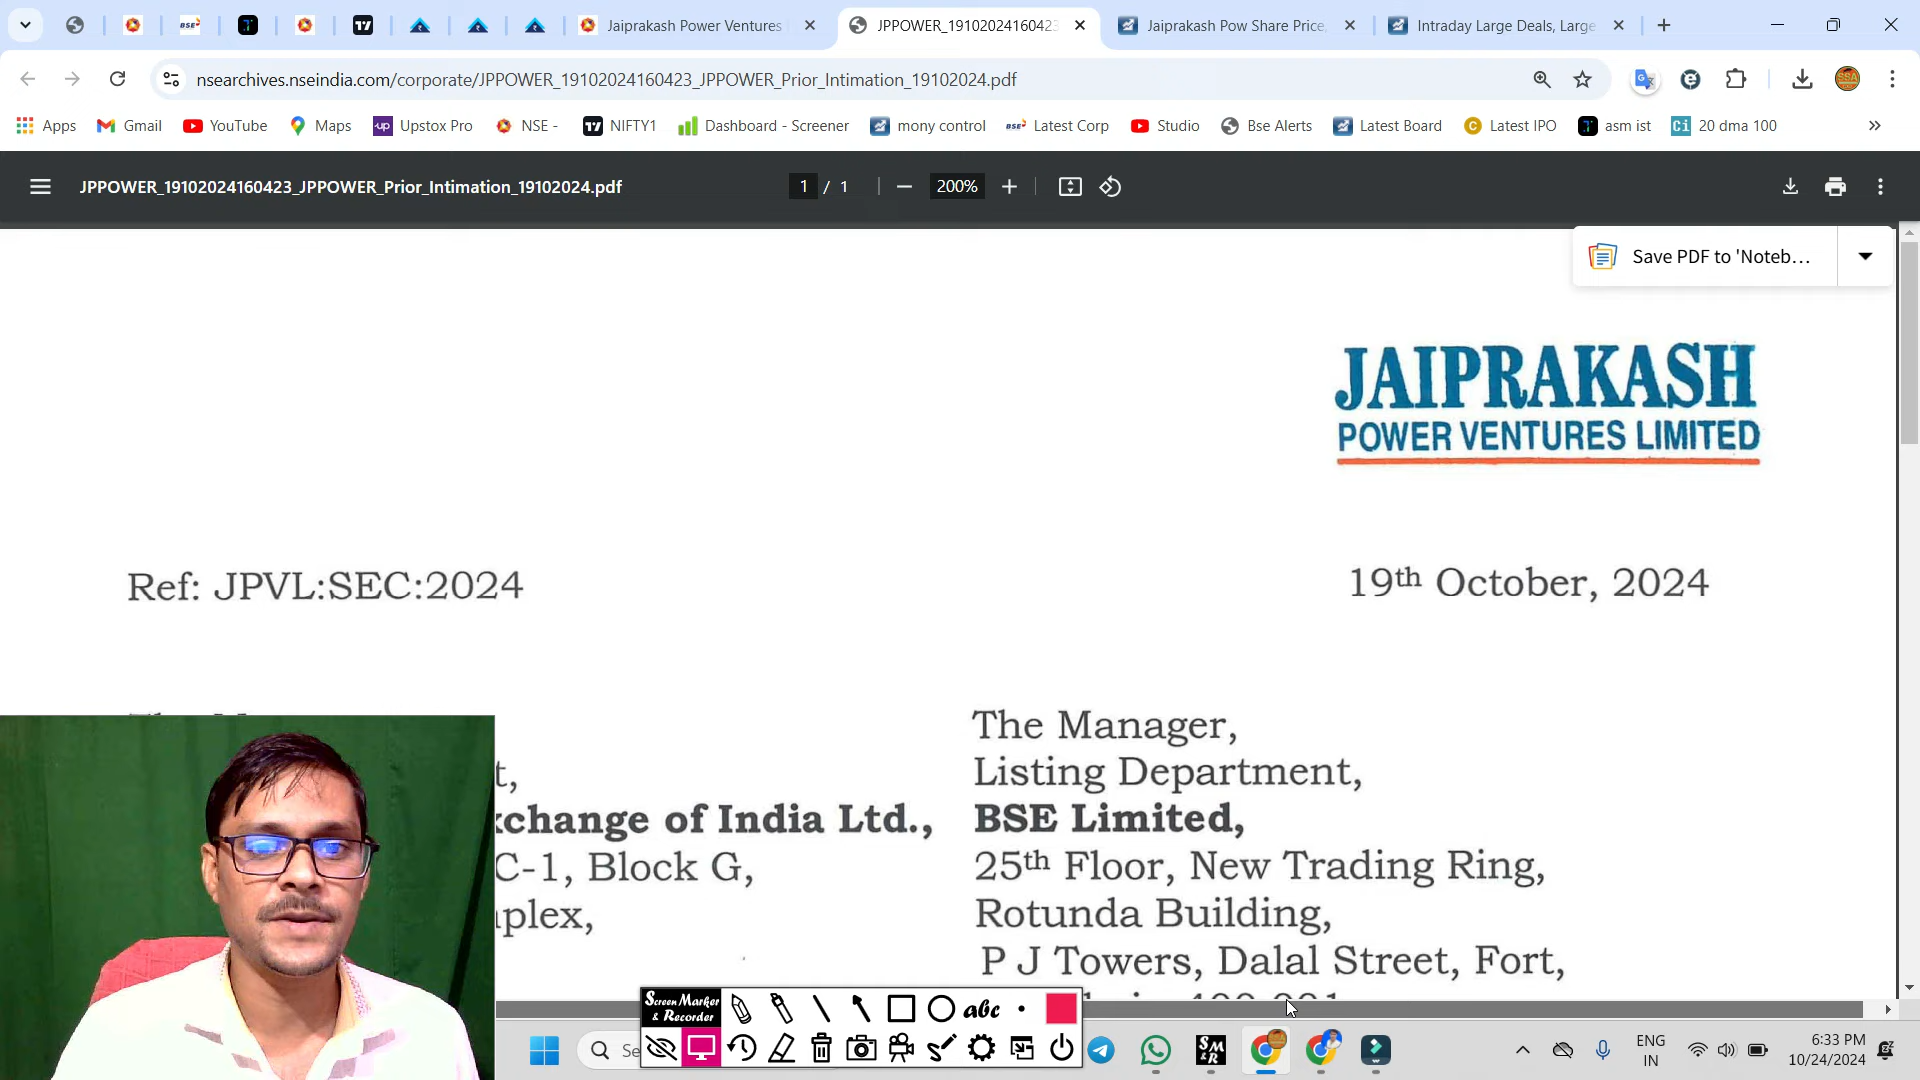 Jaiprakash Power Ventures
JPPOWER_19102024160423
Jaiprakash Pow Share Price
Intraday Large Deals, Large
nsearchives.nseindia.com/corporate/JPPOWER_19102024160423_JPPOWER_Prior_Intimation_19102024.pdf
Apps
Gmail
YouTube
Maps
up
Upstox Pro
NSE -
NIFTY1
Dashboard - Screener
mony control
BSE
Latest Corp
Studio
Bse Alerts
Latest Board
Latest IPO
asm ist
Ci
20 dma 100
JPPOWER_19102024160423_JPPOWER_Prior_Intimation_19102024.pdf
1 / 1
200%
Save PDF to 'Noteb...
JAIPRAKASH
POWER VENTURES LIMITED
Ref: JPVL:SEC:2024
19th October, 2024
The Manager,
Listing Department,
xchange of India Ltd.,
BSE Limited,
C-1, Block G,
25th Floor, New Trading Ring,
plex,
Rotunda Building,
P J Towers, Dalal Street, Fort,
Screen Marker
& Recorder
abc
Se
SM
&R
ENG
IN
6:33 PM
10/24/2024